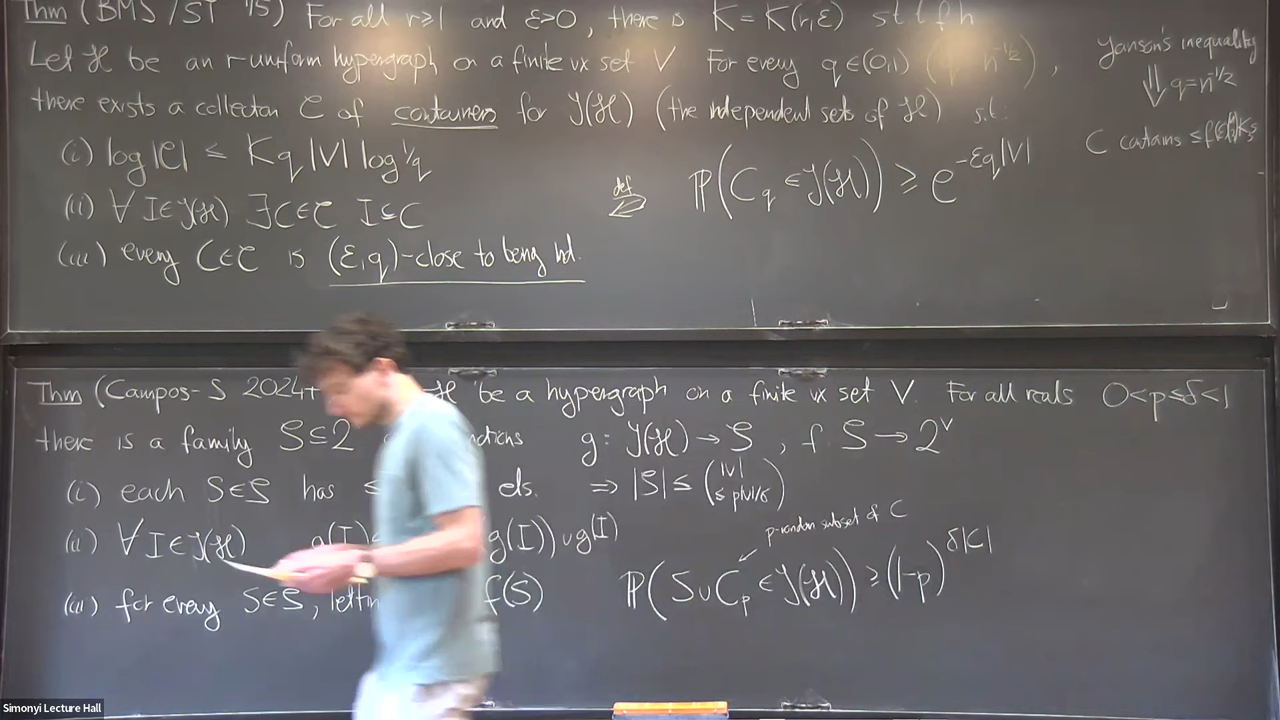 Thm (BMS/ST '15) For all r≥1 and ε>0, there is K=K(r,ε) s.t. t.f.h.
Let ℋ be an r-uniform hypergraph on a finite vx set V. For every q∈(0,1) (q n^{-1/2}),
there exists a collection 𝒞 of containers for ℐ(ℋ) (the independent sets of ℋ) s.t.
(i) log|𝒞| ≤ Kq|V| log 1/q
(ii) ∀ I∈ℐ(ℋ) ∃C∈𝒞 I⊆C
(iii) every C∈𝒞 is (ε,q)-close to being ind.
def
ℙ(C_q ∈ ℐ(ℋ)) ≥ e^{-εq|V|}
Janson's inequality
⇓ q=n^{-1/2}
C contains ≤
Thm (Campos-S 2024+ ℋ be a hypergraph on a finite vx set V. For all reals 0<p≤δ<1
there is a family 𝒮⊆2 g: ℐ(ℋ)→𝒮, f: 𝒮→2^V
(i) each S∈𝒮 has ≤ els. ⇒ |𝒮| ≤ (|V| ≤p|V|/δ)
(ii) ∀ I∈ℐ(ℋ) g(I) g(I))∪g(I)
p-random subset of C
(iii) for every S∈𝒮, f(S) ℙ(S∪C_p ∈ ℐ(ℋ)) ≥ (1-p)^{δ|C|}
Simonyi Lecture Hall